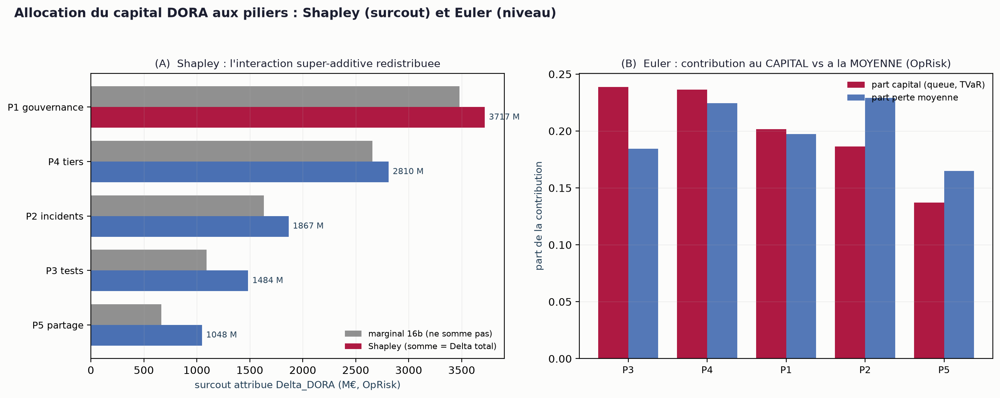 Allocation du capital DORA aux piliers : Shapley (surcout) et Euler (niveau)
(A)  Shapley : l'interaction super-additive redistribuee
P1 gouvernance
3717 M
P4 tiers
2810 M
P2 incidents
1867 M
P3 tests
1484 M
P5 partage
1048 M
marginal 16b (ne somme pas)
Shapley (somme = Delta total)
0 500 1000 1500 2000 2500 3000 3500
surcout attribue Delta_DORA (M€, OpRisk)
(B)  Euler : contribution au CAPITAL vs a la MOYENNE (OpRisk)
part capital (queue, TVaR)
part perte moyenne
part de la contribution
0.25
0.20
0.15
0.10
0.05
0.00
P3 P4 P1 P2 P5